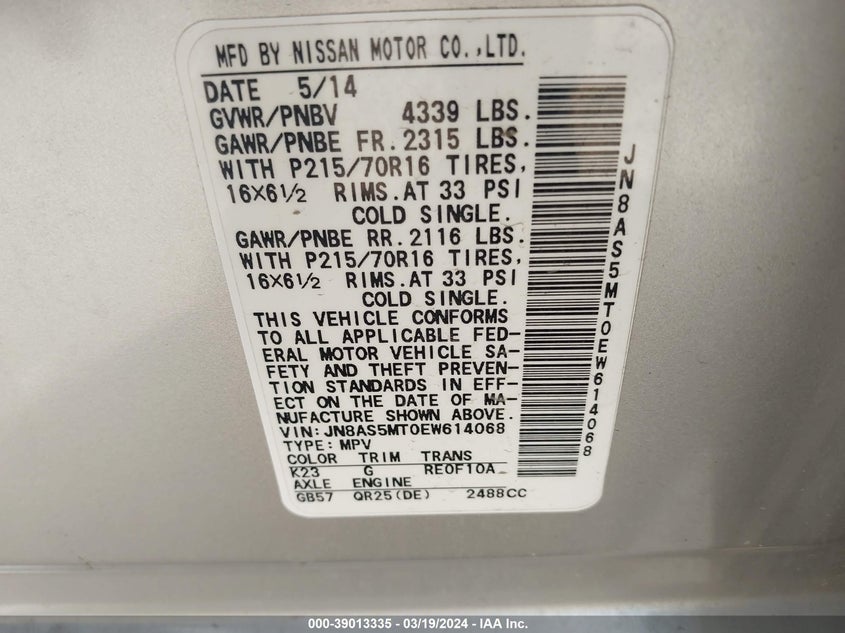 MFD BY NISSAN MOTOR CO.,LTD.
DATE 5/14
GVWR/PNBV 4339 LBS.
GAWR/PNBE FR.2315 LBS.
WITH P215/70R16 TIRES,
16X6½ RIMS.AT 33 PSI
COLD SINGLE.
GAWR/PNBE RR.2116 LBS.
WITH P215/70R16 TIRES,
16X6½ RIMS.AT 33 PSI
COLD SINGLE.
THIS VEHICLE CONFORMS
TO ALL APPLICABLE FED-
ERAL MOTOR VEHICLE SA-
FETY AND THEFT PREVEN-
TION STANDARDS IN EFF-
ECT ON THE DATE OF MA-
NUFACTURE SHOWN ABOVE.
VIN:JN8AS5MT0EW614068
TYPE:MPV
COLOR TRIM TRANS
K23 G RE0F10A
AXLE ENGINE
GB57 QR25(DE) 2488CC
JN8AS5MT0EW614068
000-39013335 - 03/19/2024 - IAA Inc.